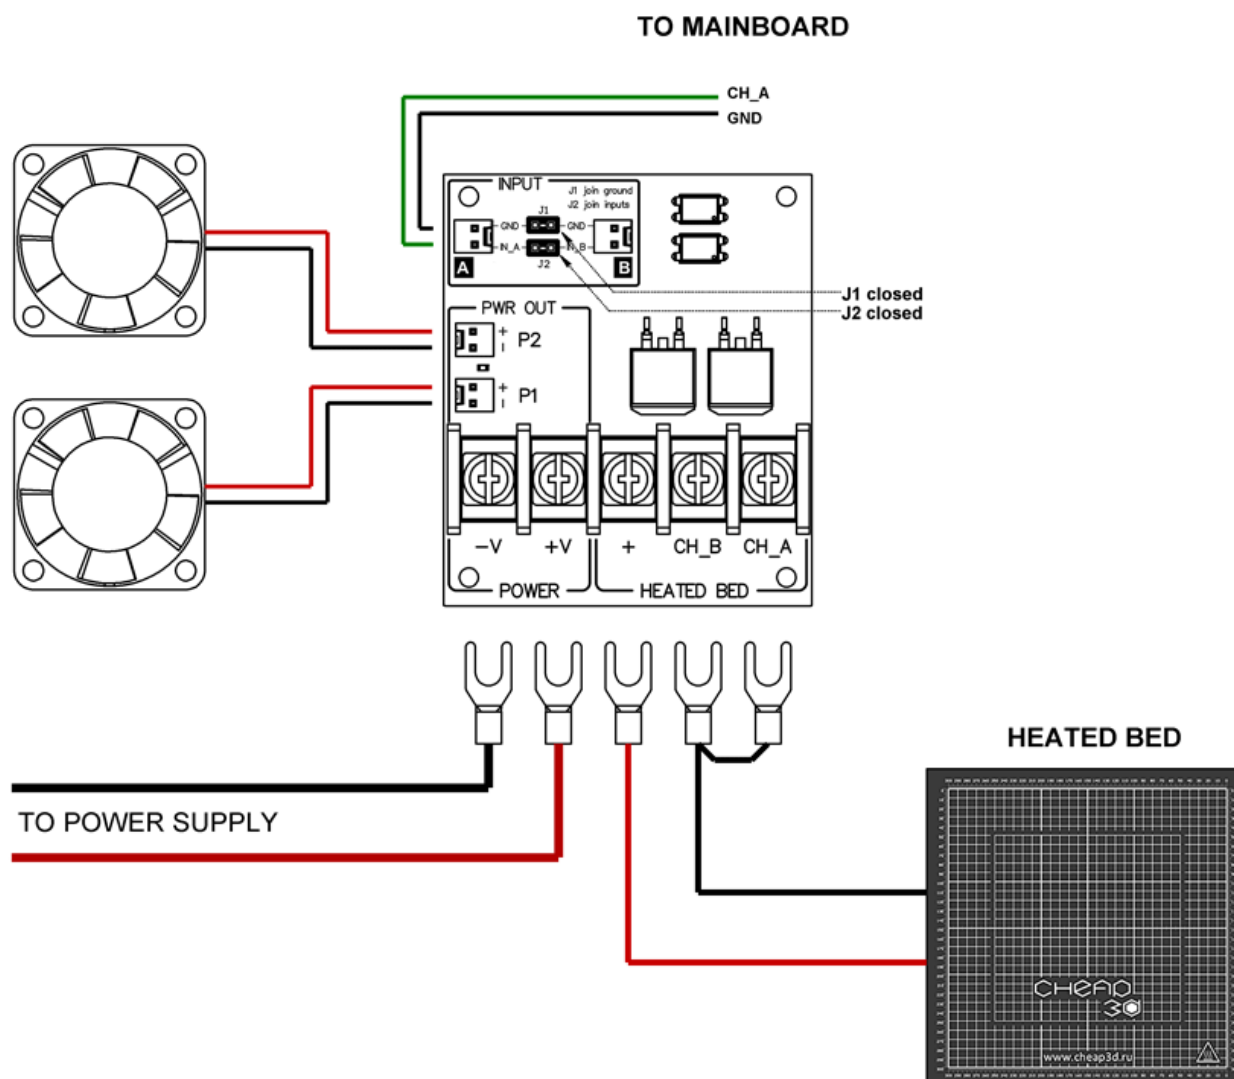 TO MAINBOARD
CH_A
GND
INPUT
J1 join ground
J2 join inputs
J1
GND
GND
IN_A
IN_B
J2
A
B
J1 closed
J2 closed
PWR OUT
+
P2
-
+
P1
-
-V
+V
+
CH_B
CH_A
POWER
HEATED BED
HEATED BED
TO POWER SUPPLY
CHEAP
3D
www.cheap3d.ru